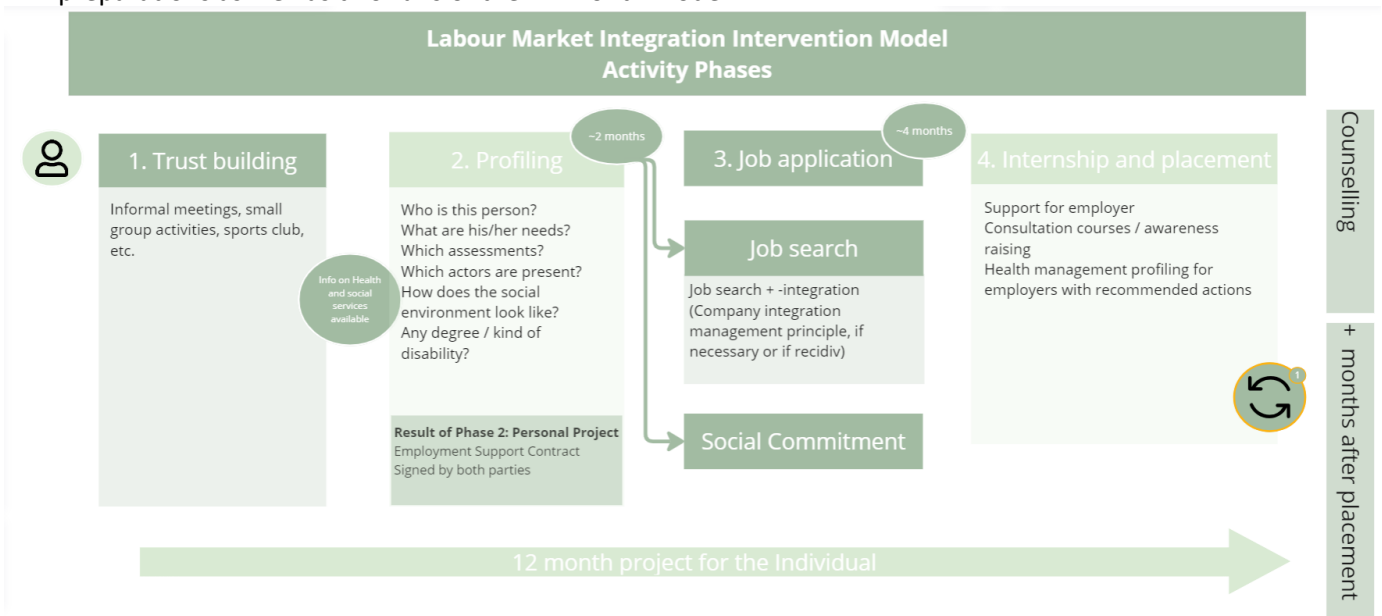 Labour Market Integration Intervention Model
Activity Phases
1. Trust building
Informal meetings, small
group activities, sports club,
etc.
Info on Health
and social
services
available
2. Profiling
~2 months
Who is this person?
What are his/her needs?
Which assessments?
Which actors are present?
How does the social
environment look like?
Any degree / kind of
disability?
Result of Phase 2: Personal Project
Employment Support Contract
Signed by both parties
3. Job application
~4 months
Job search
Job search + -integration
(Company integration
management principle, if
necessary or if recidiv)
Social Commitment
4. Internship and placement
Support for employer
Consultation courses / awareness
raising
Health management profiling for
employers with recommended actions
1
Counselling
+ months after placement
12 month project for the Individual